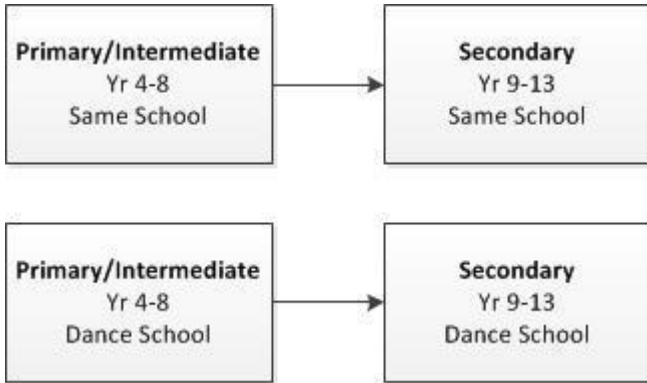 Primary/Intermediate
Yr 4-8
Same School
Secondary
Yr 9-13
Same School
Primary/Intermediate
Yr 4-8
Dance School
Secondary
Yr 9-13
Dance School